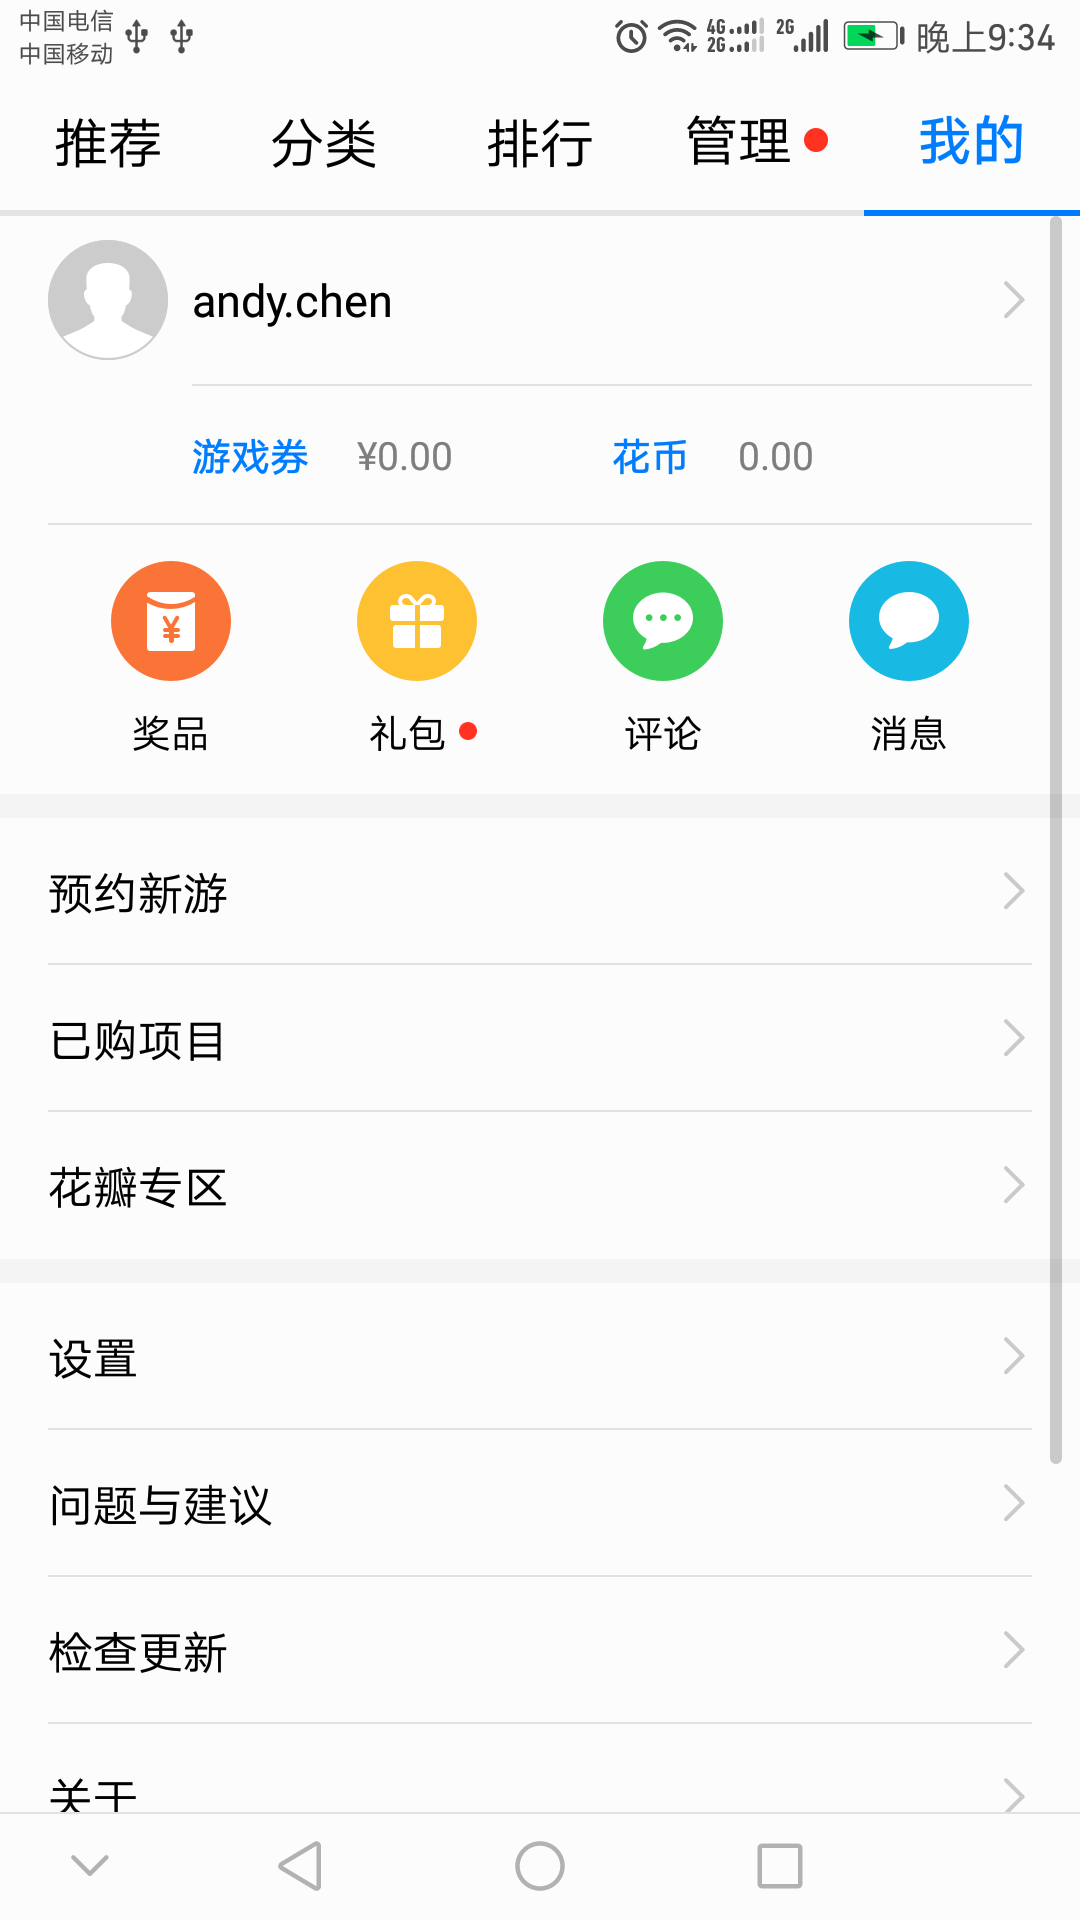 中国电信
中国移动
4G
2G
2G
晚上9:34
推荐 分类 排行 管理 我的
andy.chen
游戏券 ¥0.00 花币 0.00
奖品 礼包 评论 消息
预约新游
已购项目
花瓣专区
设置
问题与建议
检查更新
关于